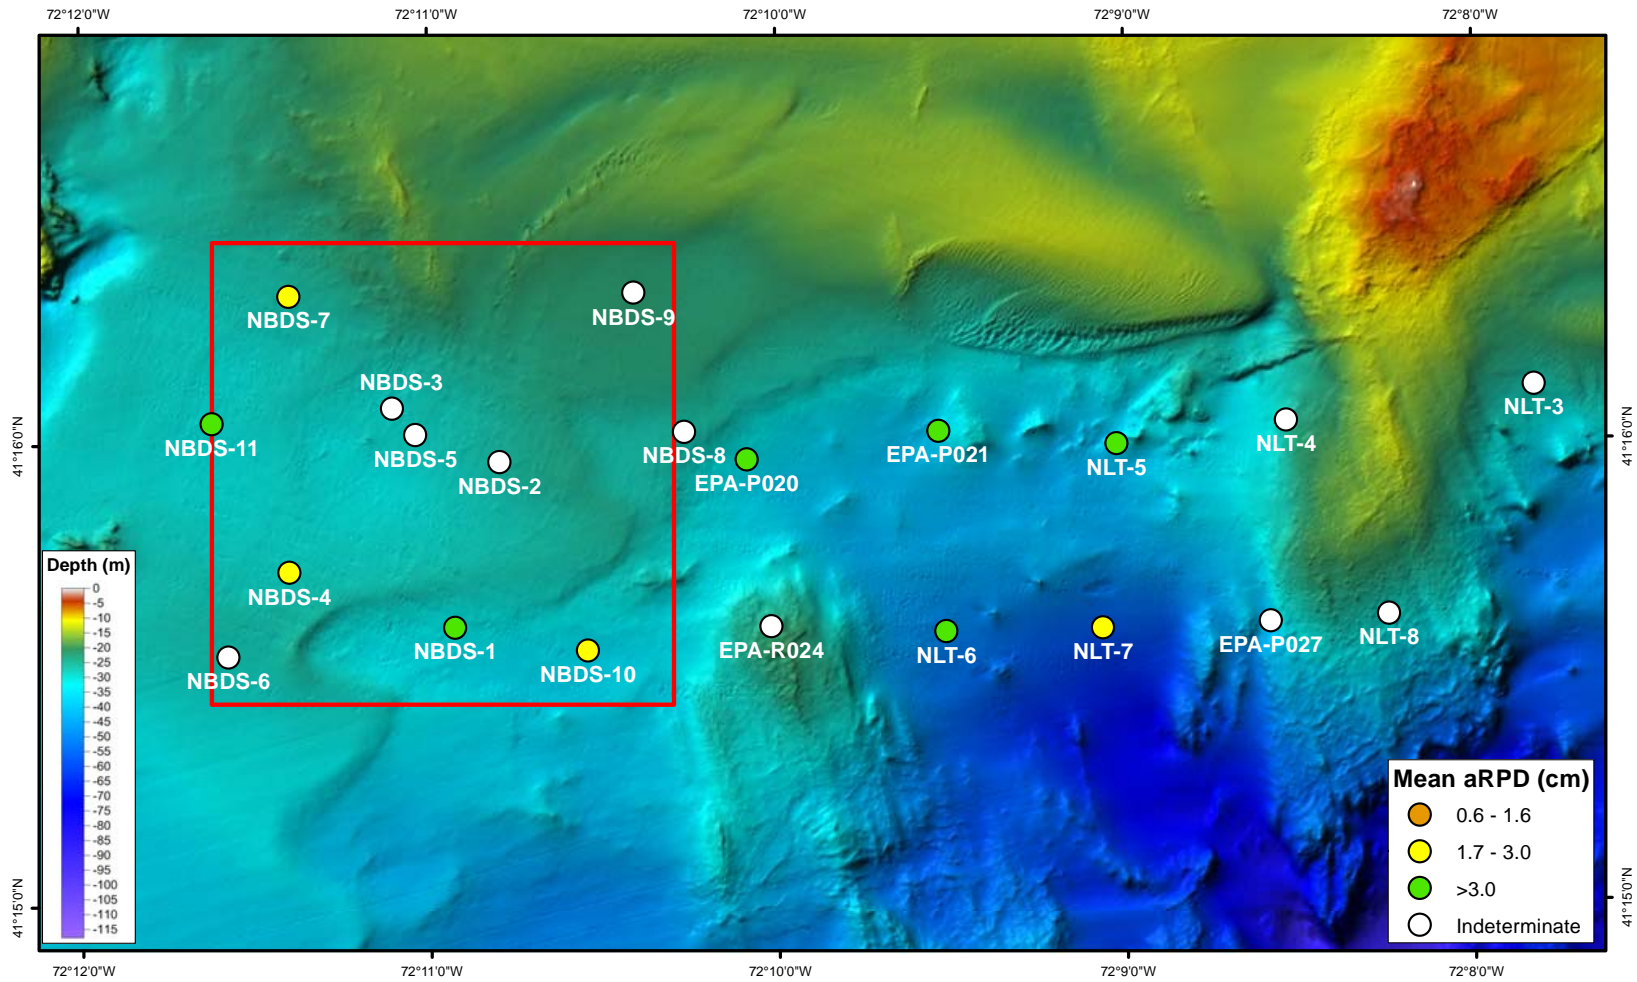 72°12'0"W 72°11'0"W 72°10'0"W 72°9'0"W 72°8'0"W
NBDS-7
NBDS-9
NBDS-3
NLT-3
NBDS-11
NBDS-5
NBDS-8
EPA-P021
NLT-5
NLT-4
NBDS-2
EPA-P020
41°16'0"N
41°16'0"N
NBDS-4
NBDS-1
NBDS-10
NBDS-6
EPA-R024
NLT-6
NLT-7
EPA-P027
NLT-8
Depth (m)
0
-5
-10
-15
-20
-25
-30
-35
-40
-45
-50
-55
-60
-65
-70
-75
-80
-85
-90
-95
-100
-105
-110
-115
Mean aRPD (cm)
0.6 - 1.6
1.7 - 3.0
>3.0
Indeterminate
41°15'0"N
41°15'0"N
72°12'0"W 72°11'0"W 72°10'0"W 72°9'0"W 72°8'0"W